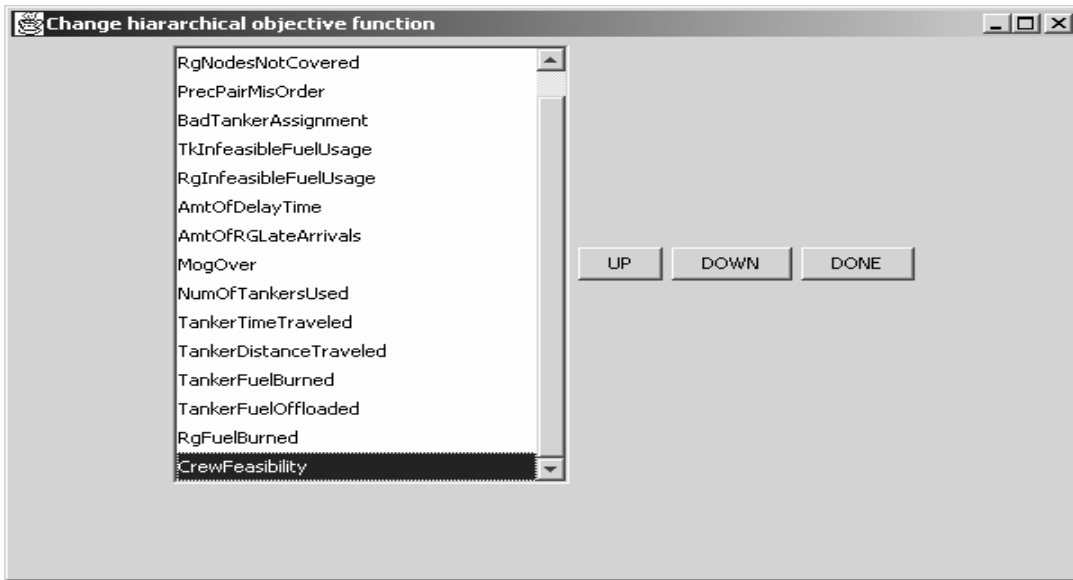 Change hiararchical objective function
RgNodesNotCovered
PrecPairMisOrder
BadTankerAssignment
TkInfeasibleFuelUsage
RgInfeasibleFuelUsage
AmtOfDelayTime
AmtOfRGLateArrivals
MogOver
NumOfTankersUsed
TankerTimeTraveled
TankerDistanceTraveled
TankerFuelBurned
TankerFuelOffloaded
RgFuelBurned
CrewFeasibility
UP DOWN DONE